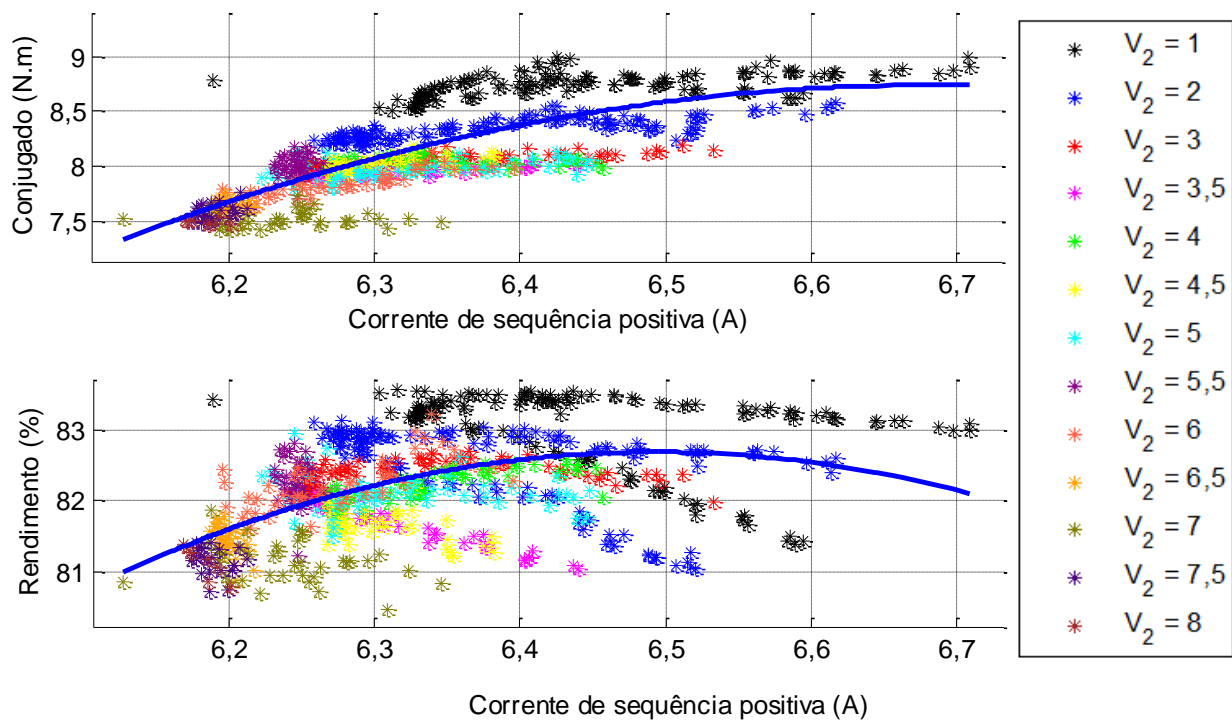 Conjugado (N.m)
9
8,5
8
7,5
6,2 6,3 6,4 6,5 6,6 6,7
Corrente de sequência positiva (A)
Rendimento (%)
83
82
81
6,2 6,3 6,4 6,5 6,6 6,7
Corrente de sequência positiva (A)
V2 = 1
V2 = 2
V2 = 3
V2 = 3,5
V2 = 4
V2 = 4,5
V2 = 5
V2 = 5,5
V2 = 6
V2 = 6,5
V2 = 7
V2 = 7,5
V2 = 8